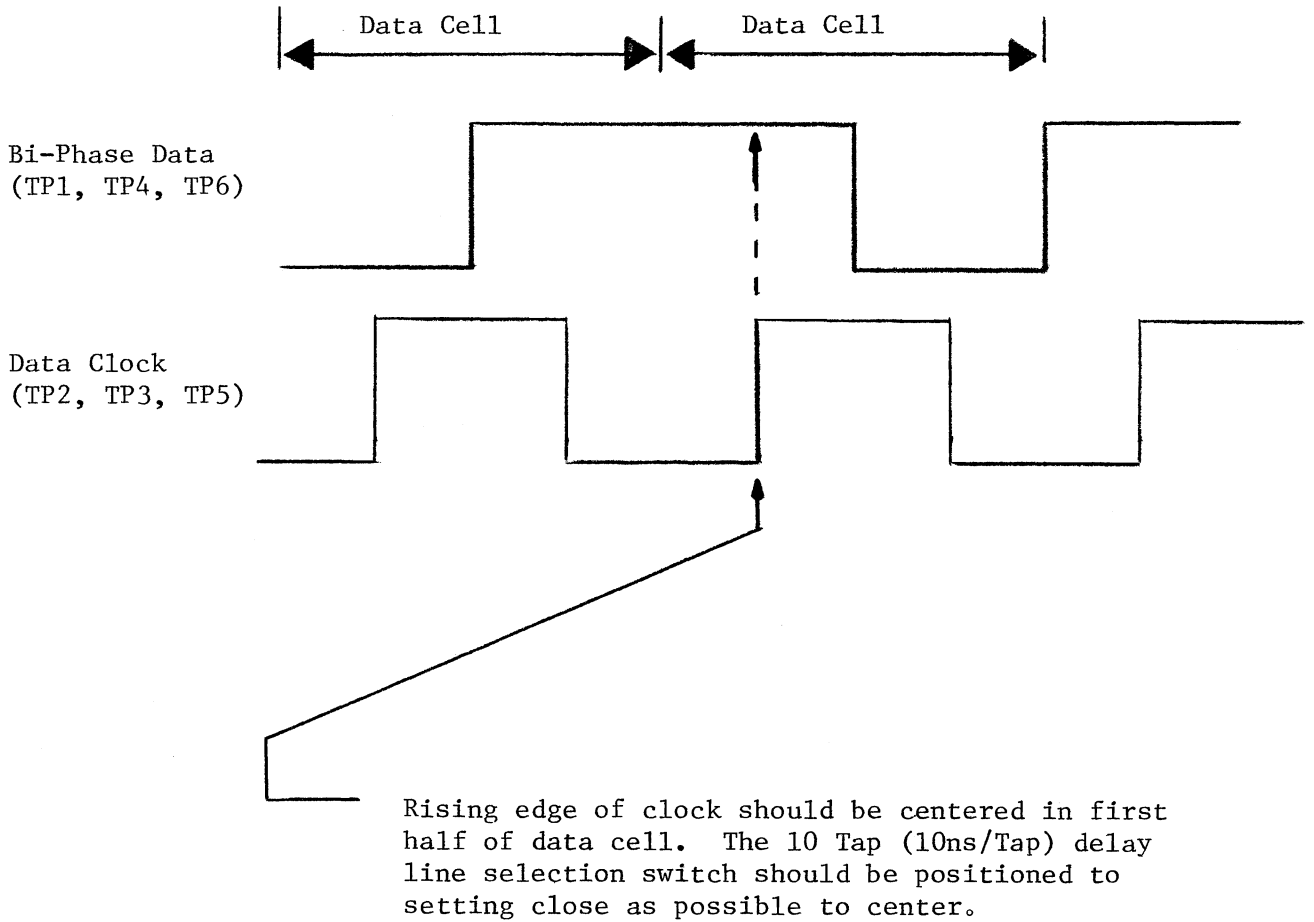 Data Cell
Data Cell
Bi-Phase Data
(TP1, TP4, TP6)
Data Clock
(TP2, TP3, TP5)
Rising edge of clock should be centered in first
half of data cell. The 10 Tap (10ns/Tap) delay
line selection switch should be positioned to
setting close as possible to center.